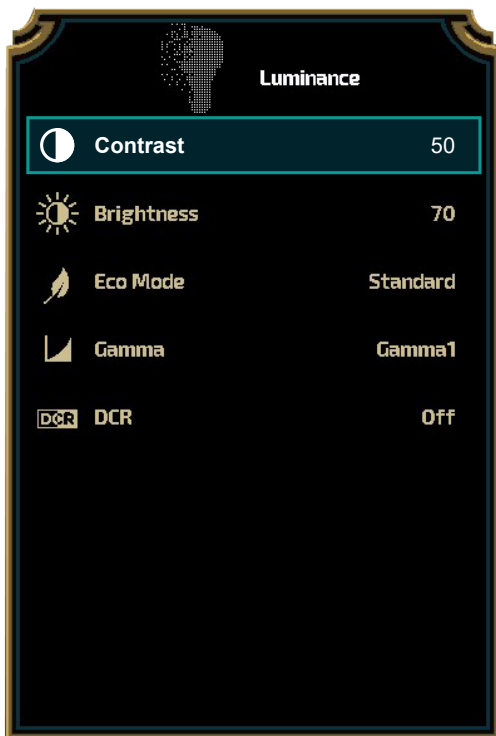 Luminance
Contrast 50
Brightness 70
Eco Mode Standard
Gamma Gamma1
DCR DCR Off